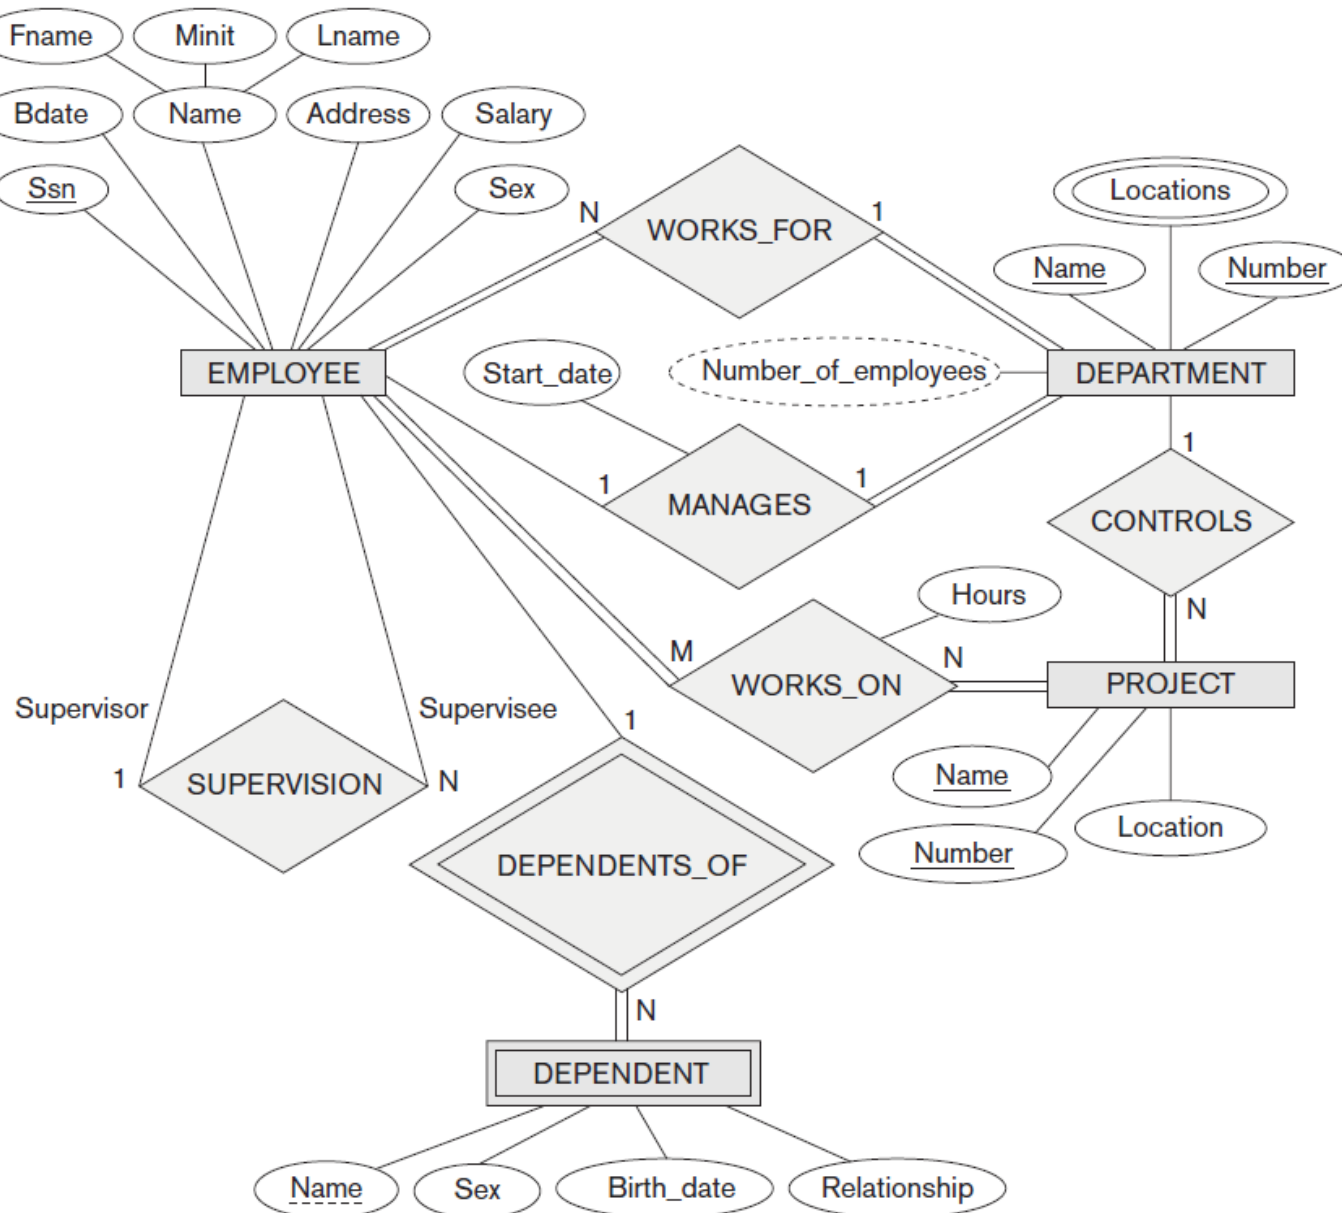 Fname Minit Lname
Bdate Name Address Salary
Ssn Sex
N WORKS_FOR 1
Locations
Name Number
EMPLOYEE Start_date Number_of_employees DEPARTMENT
1 MANAGES 1
1
CONTROLS
N
Hours
M WORKS_ON N
PROJECT
Name
Number
Location
Supervisor Supervisee
1 SUPERVISION N
1
DEPENDENTS_OF
N
DEPENDENT
Name Sex Birth_date Relationship